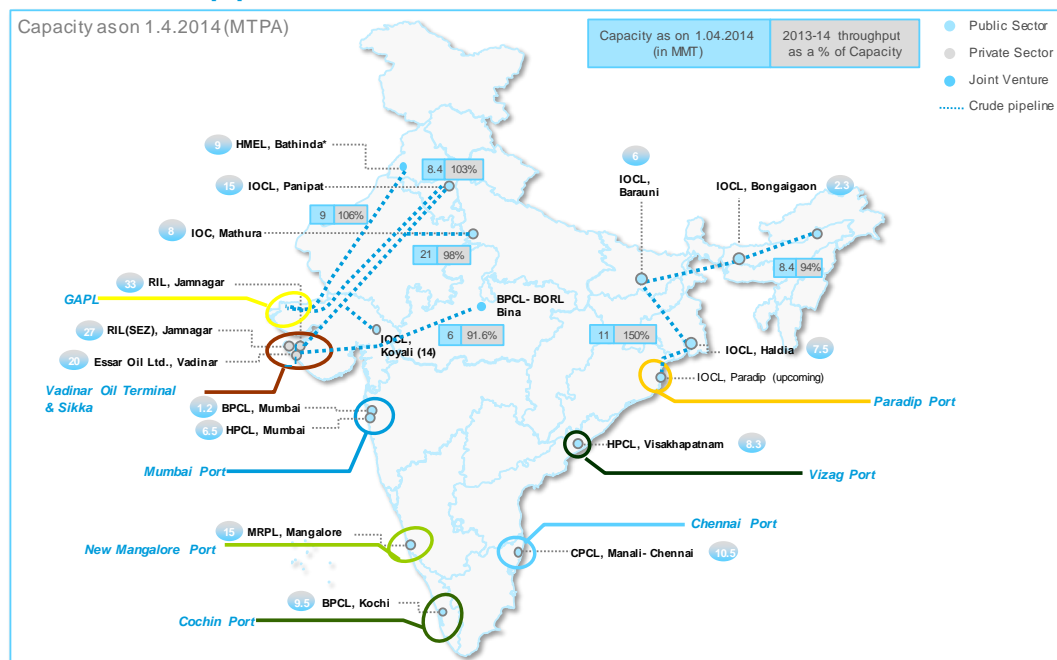 Capacity as on 1.4.2014 (MTPA)
Capacity as on 1.04.2014
(in MMT)
2013-14 throughput
as a % of Capacity
Public Sector
Private Sector
Joint Venture
Crude pipeline
9 HMEL, Bathinda*
8.4 103%
15 IOCL, Panipat
6
IOCL,
Barauni
IOCL, Bongaigaon 2.3
9 106%
8 IOC, Mathura
21 98%
8.4 94%
33 RIL, Jamnagar
GAPL
BPCL- BORL
Bina
27 RIL(SEZ), Jamnagar
IOCL,
Koyali (14)
6 91.6%
11 150%
20 Essar Oil Ltd., Vadinar
IOCL, Haldia 7.5
IOCL, Paradip (upcoming)
Vadinar Oil Terminal
& Sikka
Paradip Port
1.2 BPCL, Mumbai
6.5 HPCL, Mumbai
HPCL, Visakhapatnam 8.3
Mumbai Port
Vizag Port
Chennai Port
15 MRPL, Mangalore
New Mangalore Port
CPCL, Manali- Chennai 10.5
9.5 BPCL, Kochi
Cochin Port